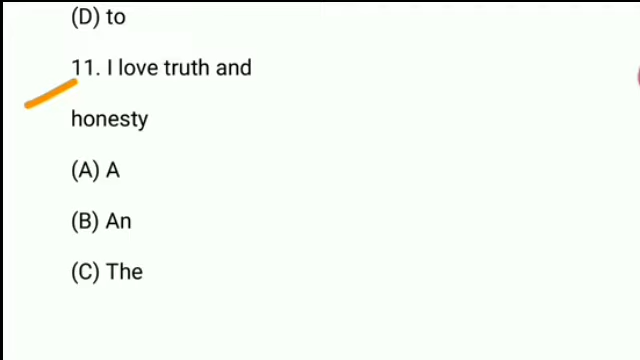 (D) to
11. I love truth and
honesty
(A) A
(B) An
(C) The